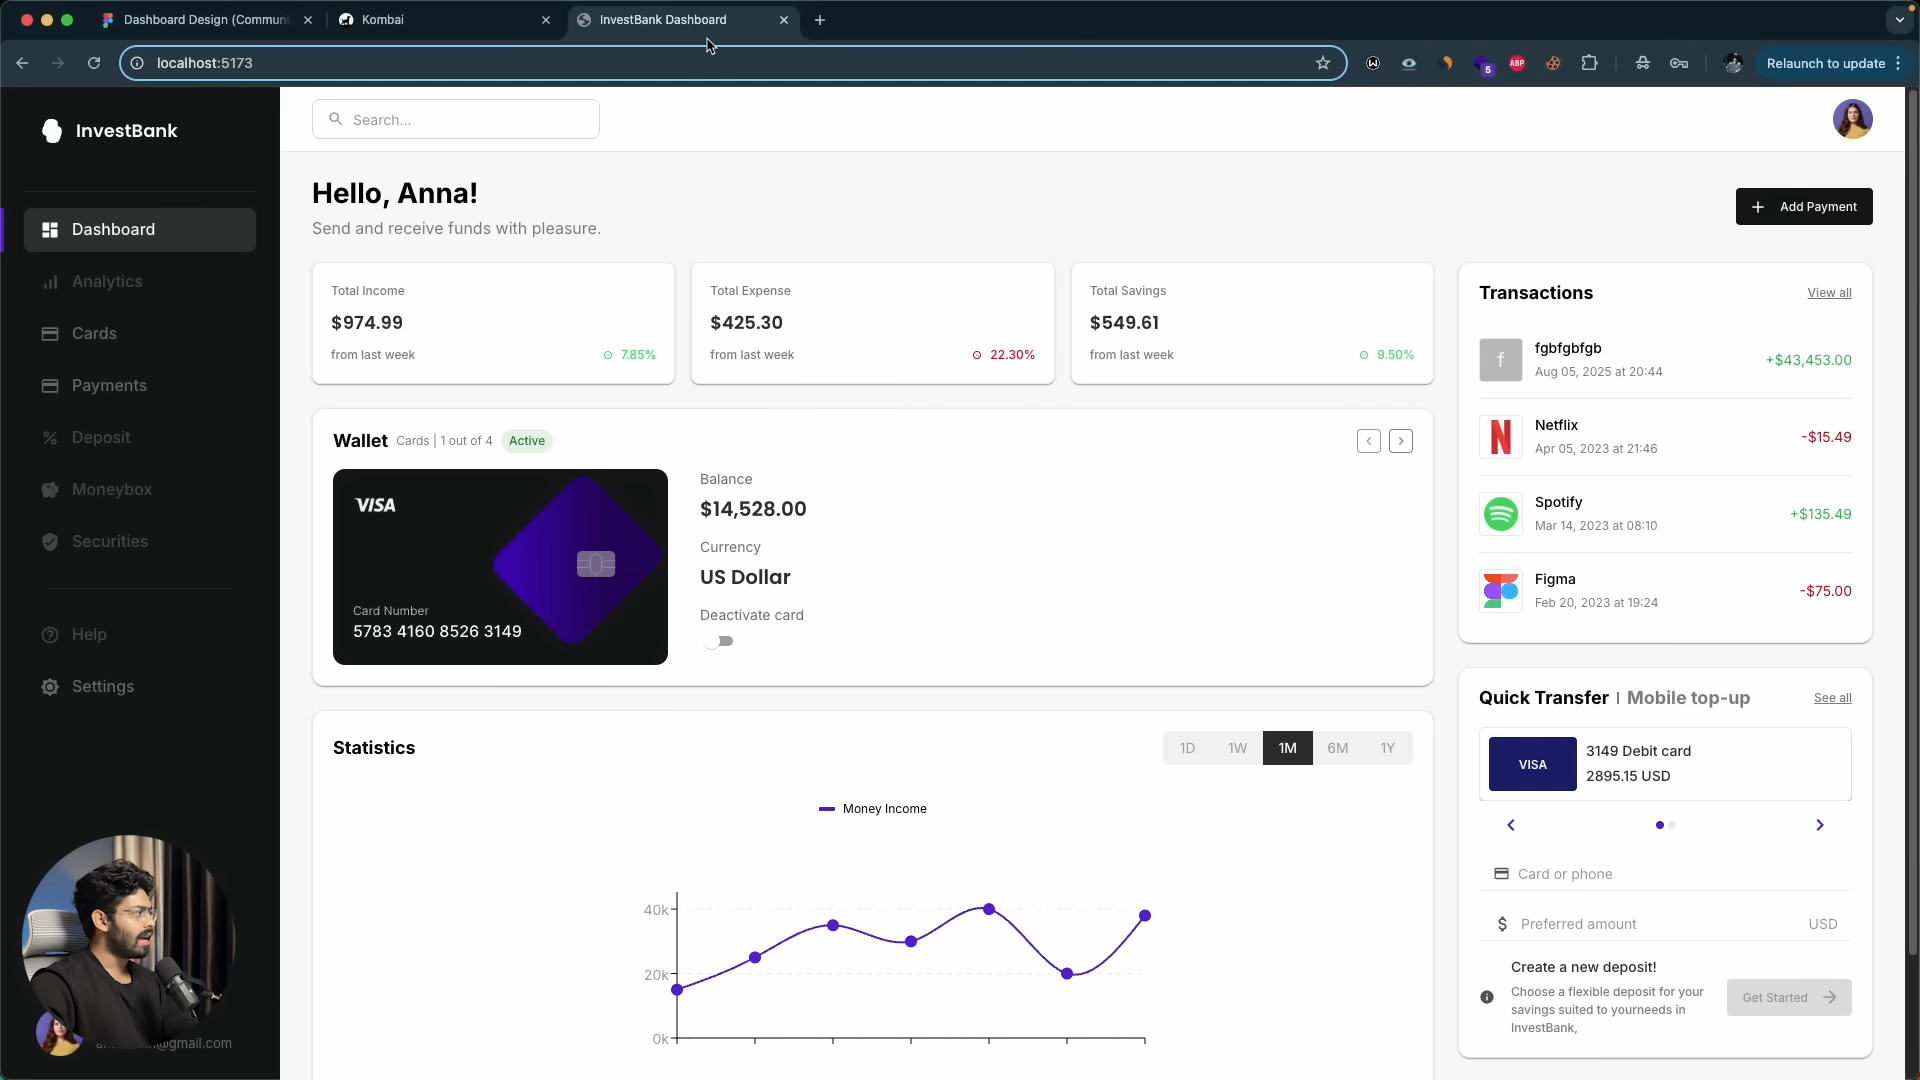 Dashboard Design (Commun
Kombai
InvestBank Dashboard
localhost:5173
5
ABP
Relaunch to update
InvestBank
Search...
Dashboard
Analytics
Cards
Payments
Deposit
Moneybox
Securities
Help
Settings
@gmail.com
Hello, Anna!
Send and receive funds with pleasure.
Add Payment
Total Income
$974.99
from last week
7.85%
Total Expense
$425.30
from last week
22.30%
Total Savings
$549.61
from last week
9.50%
Wallet
Cards | 1 out of 4
Active
VISA
Card Number
5783 4160 8526 3149
Balance
$14,528.00
Currency
US Dollar
Deactivate card
Statistics
1D
1W
1M
6M
1Y
Money Income
40k
20k
0k
Transactions
View all
f
fgbfgbfgb
Aug 05, 2025 at 20:44
+$43,453.00
N
Netflix
Apr 05, 2023 at 21:46
-$15.49
Spotify
Mar 14, 2023 at 08:10
+$135.49
Figma
Feb 20, 2023 at 19:24
-$75.00
Quick Transfer | Mobile top-up
See all
VISA
3149 Debit card
2895.15 USD
Card or phone
$ Preferred amount
USD
Create a new deposit!
Choose a flexible deposit for your
savings suited to yourneeds in
InvestBank,
Get Started